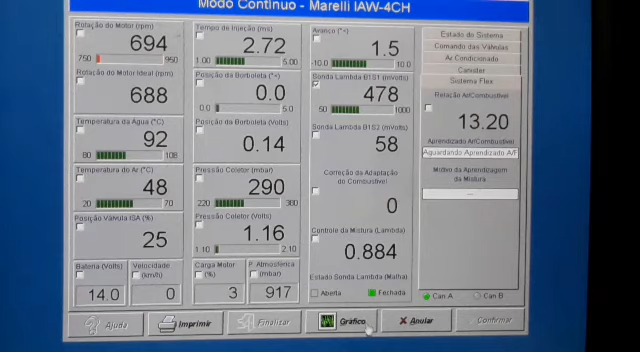 Modo Contínuo - Marelli IAW-4CH
Rotação do Motor (rpm)
694
750
950
Rotação do Motor Ideal (rpm)
688
Temperatura da Água (°C)
92
80
108
Temperatura do Ar (°C)
48
20
70
Posição Válvula ISA (%)
25
Bateria (Volts)
14.0
Velocidade (km/h)
0
Tempo de Injeção (ms)
2.72
1.00
5.00
Posição da Borboleta (°)
0.0
0.0
5.0
Posição da Borboleta (Volts)
0.14
Pressão Coletor (mbar)
290
220
380
Pressão Coletor (Volts)
1.16
1.10
2.10
Carga Motor (%)
3
P. Atmosférica (mbar)
917
Avanço (°)
1.5
-10.0
10.0
Sonda Lambda B1S1 (mVolts)
478
50
1000
Sonda Lambda B1S2 (mVolts)
58
Correção da Adaptação
do Combustível
0
Controle da Mistura (Lambda)
0.884
Estado Sonda Lambda (Malha)
Aberta
Fechada
Estado do Sistema
Comando das Válvulas
Ar Condicionado
Canister
Sistema Flex
Relação Ar/Combustível
13.20
Aprendizado Ar/Combustível
Aguardando Aprendizado A/F
Motivo da Aprendizagem
da Mistura
---
Can A
Can B
Ajuda
Imprimir
Finalizar
Gráfico
Anular
Confirmar